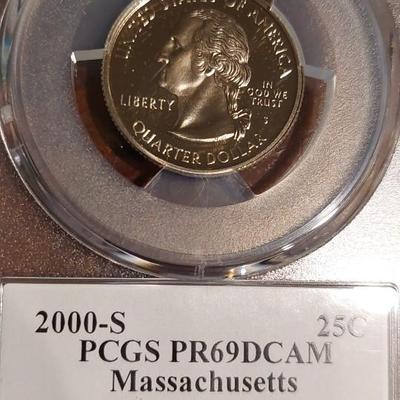 UNITED STATES OF AMERICA
LIBERTY
IN
GOD WE
TRUST
S
QUARTER DOLLAR
2000-S 25C
PCGS PR69DCAM
Massachusetts